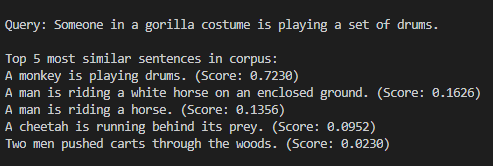 Query: Someone in a gorilla costume is playing a set of drums.
Top 5 most similar sentences in corpus:
A monkey is playing drums. (Score: 0.7230)
A man is riding a white horse on an enclosed ground. (Score: 0.1626)
A man is riding a horse. (Score: 0.1356)
A cheetah is running behind its prey. (Score: 0.0952)
Two men pushed carts through the woods. (Score: 0.0230)